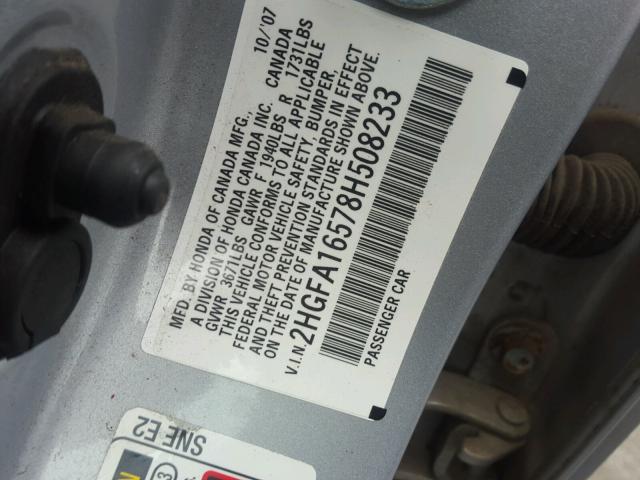 MFD. BY HONDA OF CANADA MFG. 10/07
A DIVISION OF HONDA CANADA INC. CANADA
GVWR 3671LBS GAWR F 1940LBS R 1731LBS
THIS VEHICLE CONFORMS TO ALL APPLICABLE
FEDERAL MOTOR VEHICLE SAFETY, BUMPER,
AND THEFT PREVENTION STANDARDS IN EFFECT
ON THE DATE OF MANUFACTURE SHOWN ABOVE.
V.I.N. 2HGFA16578H508233
PASSENGER CAR
SNE E2
3